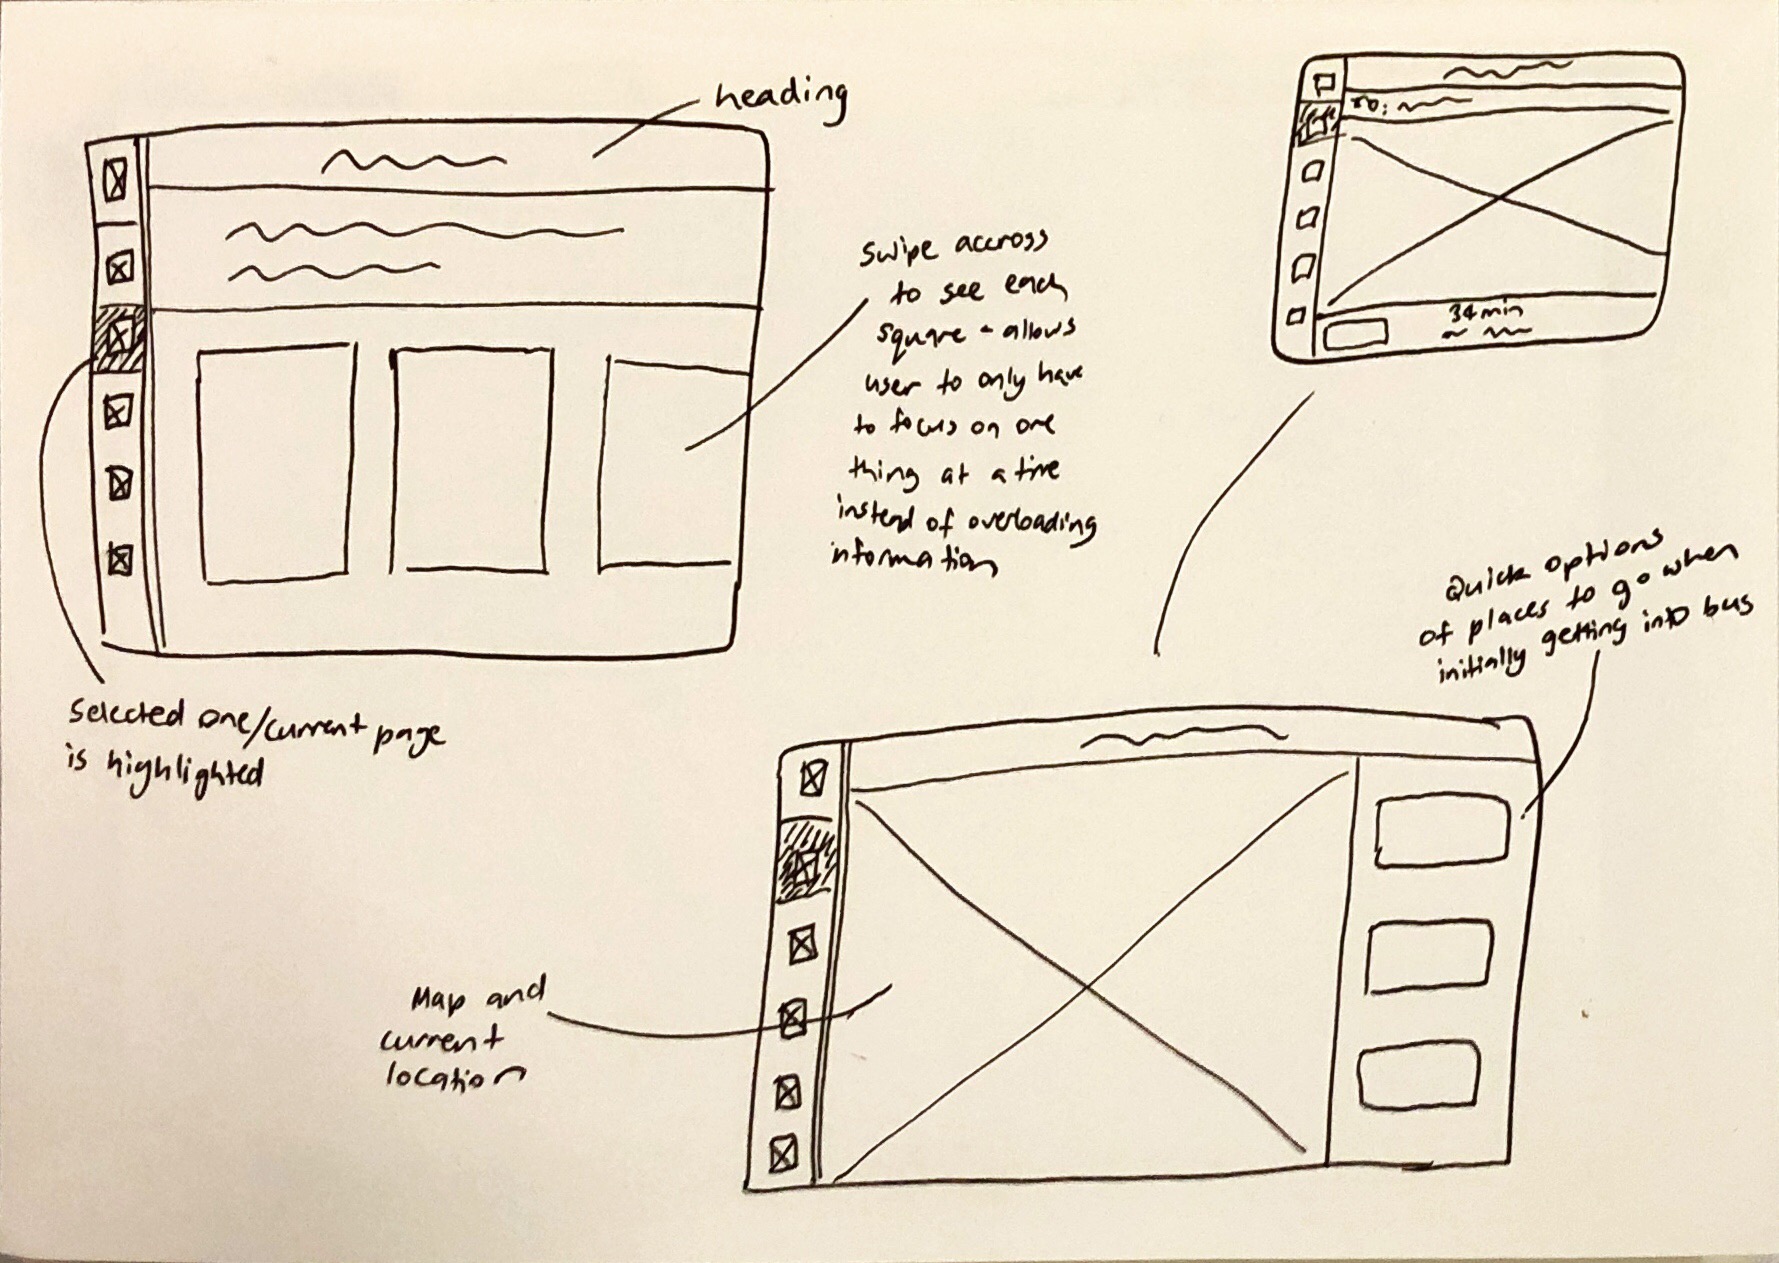 heading
Swipe accross
to see each
square - allows
user to only have
to focus on one
thing at a time
instead of overloading
information
Selected one/current page
is highlighted
TO:
34min
Quick options
of places to go when
initially getting into bus
Map and
current
location